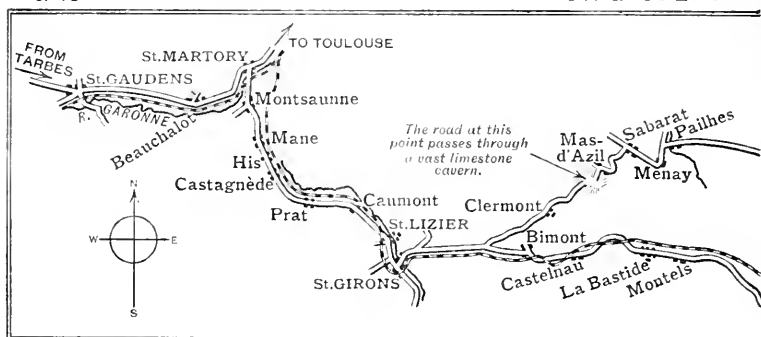 FROM
TARBES
St. GAUDENS
R. GARONNE
Beauchalot
St. MARTORY
TO TOULOUSE
Montsaunne
Mane
His
Castagnède
Prat
Caumont
St. LIZIER
St. GIRONS
The road at this
point passes through
a vast limestone
cavern.
Mas-
d'Azil
Sabarat
Pailhes
Menay
Clermont
Bimont
Castelnau
La Bastide
Montels
N
W
E
S